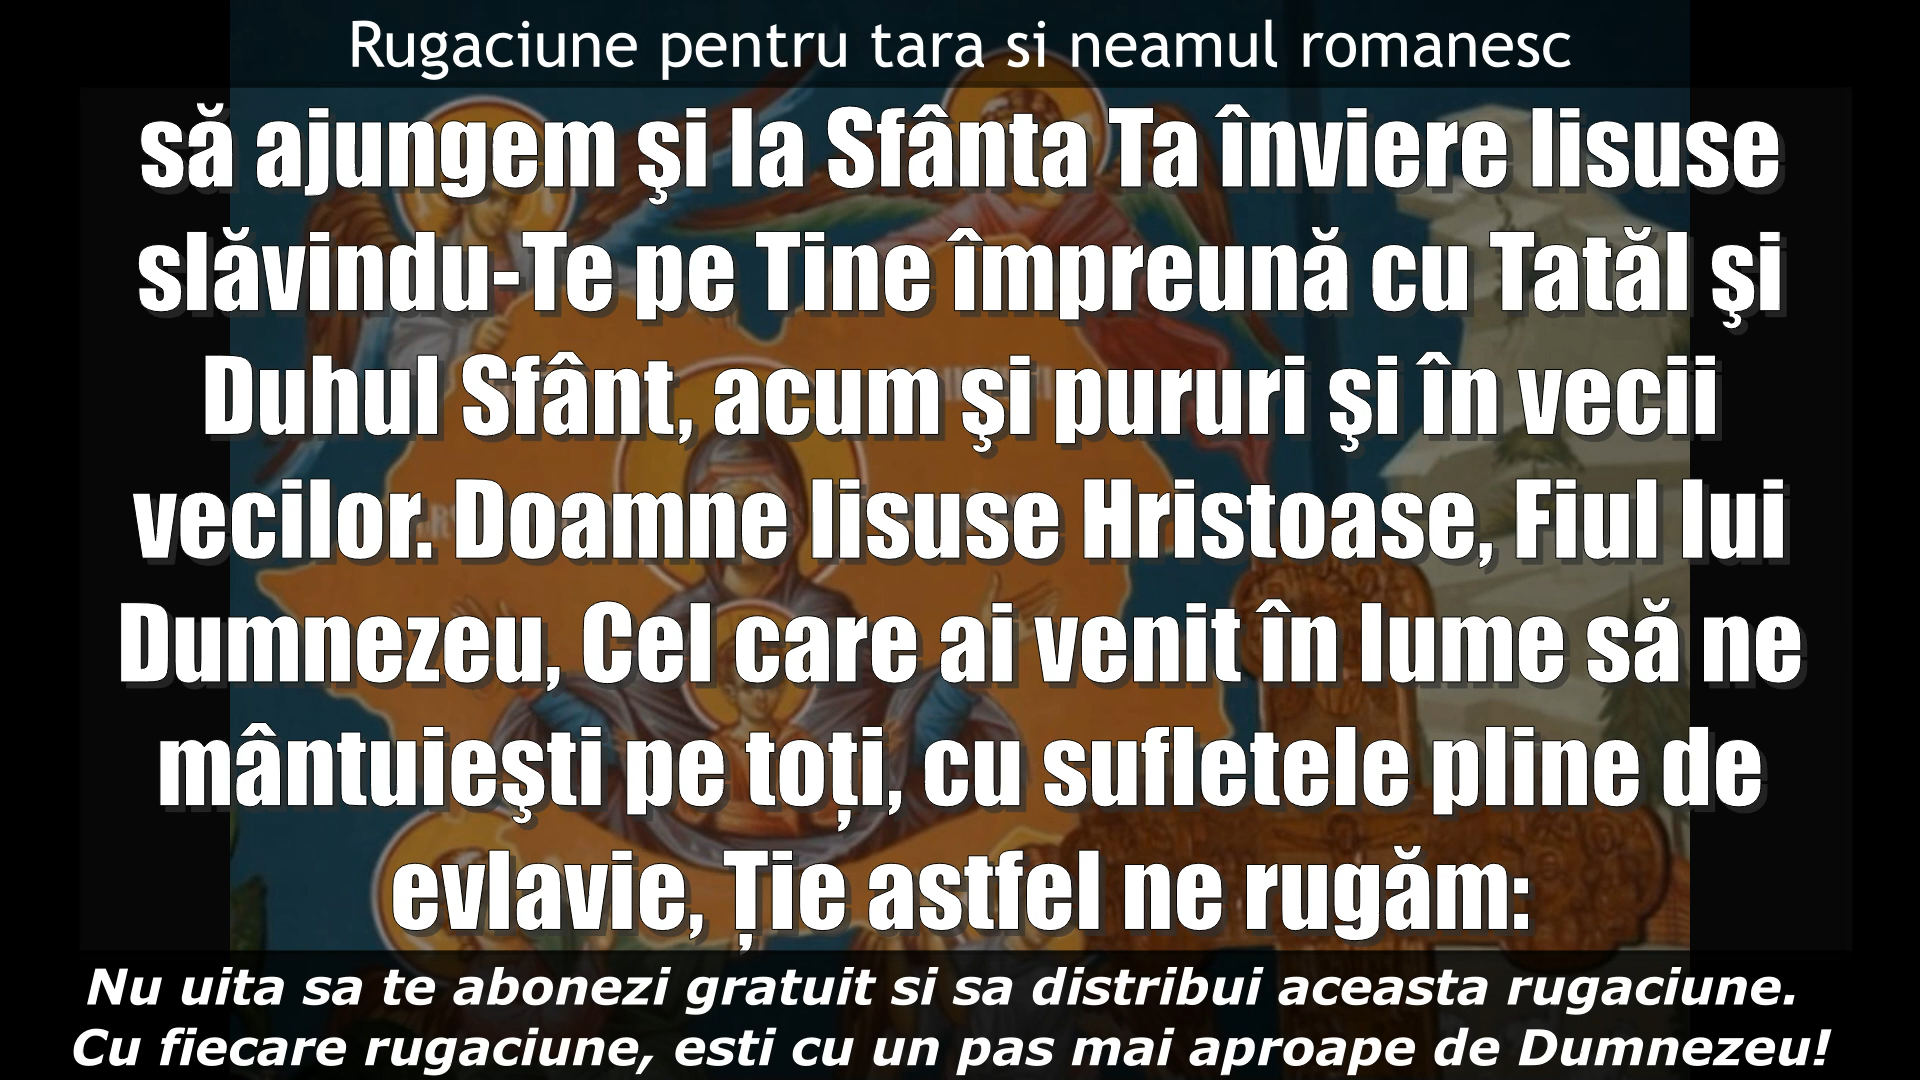 Rugaciune pentru tara si neamul romanesc
să ajungem şi la Sfânta Ta înviere Iisuse
slăvindu-Te pe Tine împreună cu Tatăl şi
Duhul Sfânt, acum şi pururi şi în vecii
vecilor. Doamne Iisuse Hristoase, Fiul lui
Dumnezeu, Cel care ai venit în lume să ne
mântuieşti pe toți, cu sufletele pline de
evlavie, Ție astfel ne rugăm:
Nu uita sa te abonezi gratuit si sa distribui aceasta rugaciune.
Cu fiecare rugaciune, esti cu un pas mai aproape de Dumnezeu!